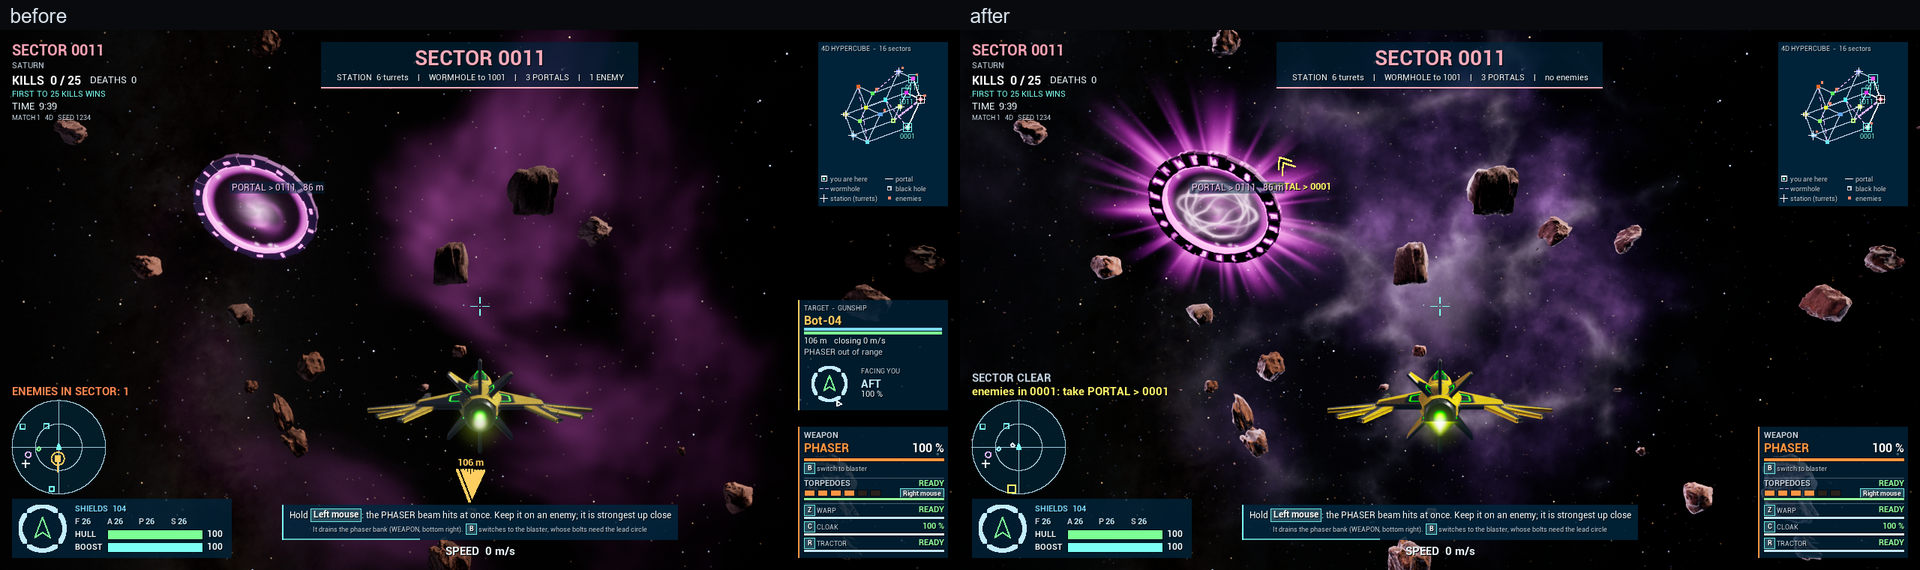 before
SECTOR 0011
SATURN
KILLS 0 / 25 DEATHS 0
FIRST TO 25 KILLS WINS
TIME 9:39
MATCH 1 4D SEED 1234
SECTOR 0011
STATION 6 turrets | WORMHOLE to 1001 | 3 PORTALS | 1 ENEMY
4D HYPERCUBE - 16 sectors
0001
you are here
portal
wormhole
black hole
station (turrets)
enemies
PORTAL > 0111 86 m
TARGET - GUNSHIP
Bot-04
106 m closing 0 m/s
PHASER out of range
FACING YOU
AFT
100 %
ENEMIES IN SECTOR: 1
106 m
WEAPON
PHASER 100 %
B switch to blaster
TORPEDOES READY
Right mouse
Z WARP READY
C CLOAK 100 %
R TRACTOR READY
SHIELDS 104
F 26 A 26 P 26 S 26
HULL 100
BOOST 100
Hold Left mouse: the PHASER beam hits at once. Keep it on an enemy; it is strongest up close
It drains the phaser bank (WEAPON, bottom right). B switches to the blaster, whose bolts need the lead circle
SPEED 0 m/s
after
SECTOR 0011
SATURN
KILLS 0 / 25 DEATHS 0
FIRST TO 25 KILLS WINS
TIME 9:39
MATCH 1 4D SEED 1234
SECTOR 0011
STATION 6 turrets | WORMHOLE to 1001 | 3 PORTALS | no enemies
4D HYPERCUBE - 16 sectors
0001
you are here
portal
wormhole
black hole
station (turrets)
enemies
PORTAL > 0111 86 m
TAL > 0001
SECTOR CLEAR
enemies in 0001: take PORTAL > 0001
WEAPON
PHASER 100 %
B switch to blaster
TORPEDOES READY
Right mouse
Z WARP READY
C CLOAK 100 %
R TRACTOR READY
SHIELDS 104
F 26 A 26 P 26 S 26
HULL 100
BOOST 100
Hold Left mouse: the PHASER beam hits at once. Keep it on an enemy; it is strongest up close
It drains the phaser bank (WEAPON, bottom right). B switches to the blaster, whose bolts need the lead circle
SPEED 0 m/s